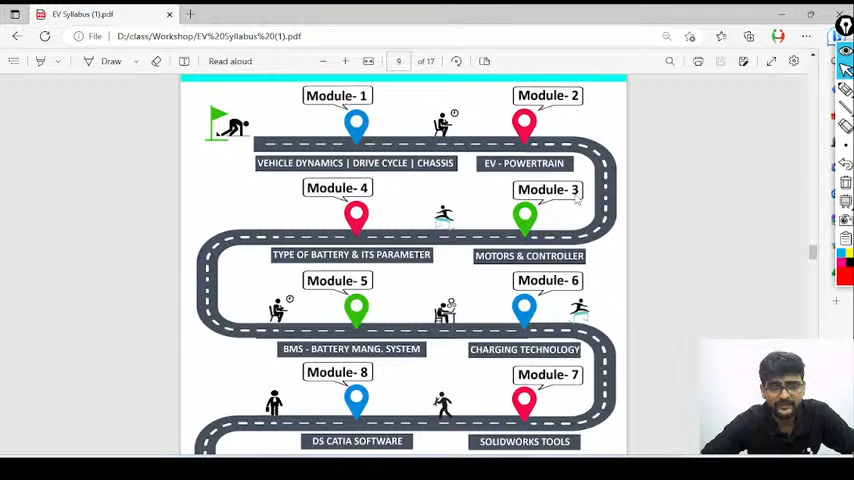 EV Syllabus (1).pdf
File
D:/class/Workshop/EV%20Syllabus%20(1).pdf
Draw
Read aloud
9
of 17
Module- 1
Module- 2
VEHICLE DYNAMICS | DRIVE CYCLE | CHASSIS
EV - POWERTRAIN
Module- 4
Module- 3
TYPE OF BATTERY & ITS PARAMETER
MOTORS & CONTROLLER
Module- 5
Module- 6
BMS - BATTERY MANG. SYSTEM
CHARGING TECHNOLOGY
Module- 8
Module- 7
DS CATIA SOFTWARE
SOLIDWORKS TOOLS